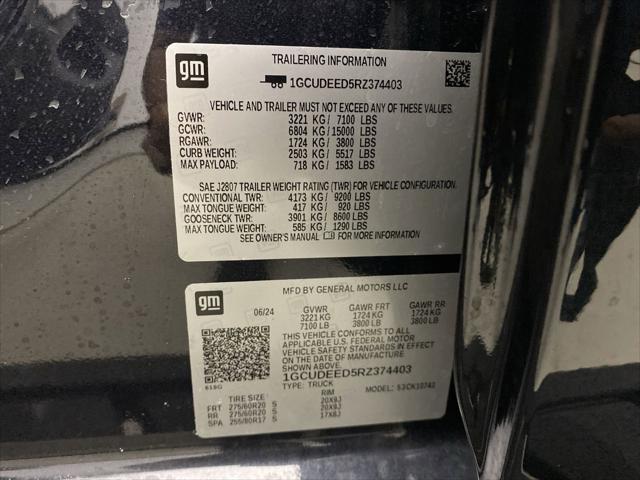 gm
TRAILERING INFORMATION
1GCUDEED5RZ374403
VEHICLE AND TRAILER MUST NOT EXCEED ANY OF THESE VALUES.
GVWR: 3221 KG / 7100 LBS
GCWR: 6804 KG / 15000 LBS
RGAWR: 1724 KG / 3800 LBS
CURB WEIGHT: 2503 KG / 5517 LBS
MAX PAYLOAD: 718 KG / 1583 LBS
SAE J2807 TRAILER WEIGHT RATING (TWR) FOR VEHICLE CONFIGURATION.
CONVENTIONAL TWR: 4173 KG / 9200 LBS
MAX TONGUE WEIGHT: 417 KG / 920 LBS
GOOSENECK TWR: 3901 KG / 8600 LBS
MAX TONGUE WEIGHT: 585 KG / 1290 LBS
SEE OWNER'S MANUAL FOR MORE INFORMATION
gm
MFD BY GENERAL MOTORS LLC
06/24 GVWR GAWR FRT GAWR RR
3221 KG 1724 KG 1724 KG
7100 LB 3800 LB 3800 LB
THIS VEHICLE CONFORMS TO ALL
APPLICABLE U.S. FEDERAL MOTOR
VEHICLE SAFETY STANDARDS IN EFFECT
ON THE DATE OF MANUFACTURE
SHOWN ABOVE.
1GCUDEED5RZ374403
TYPE: TRUCK MODEL: 53CK10743
TIRE SIZE RIM
FRT 275/60R20 S 20X9J
RR 275/60R20 S 20X9J
SPA 255/80R17 S 17X8J